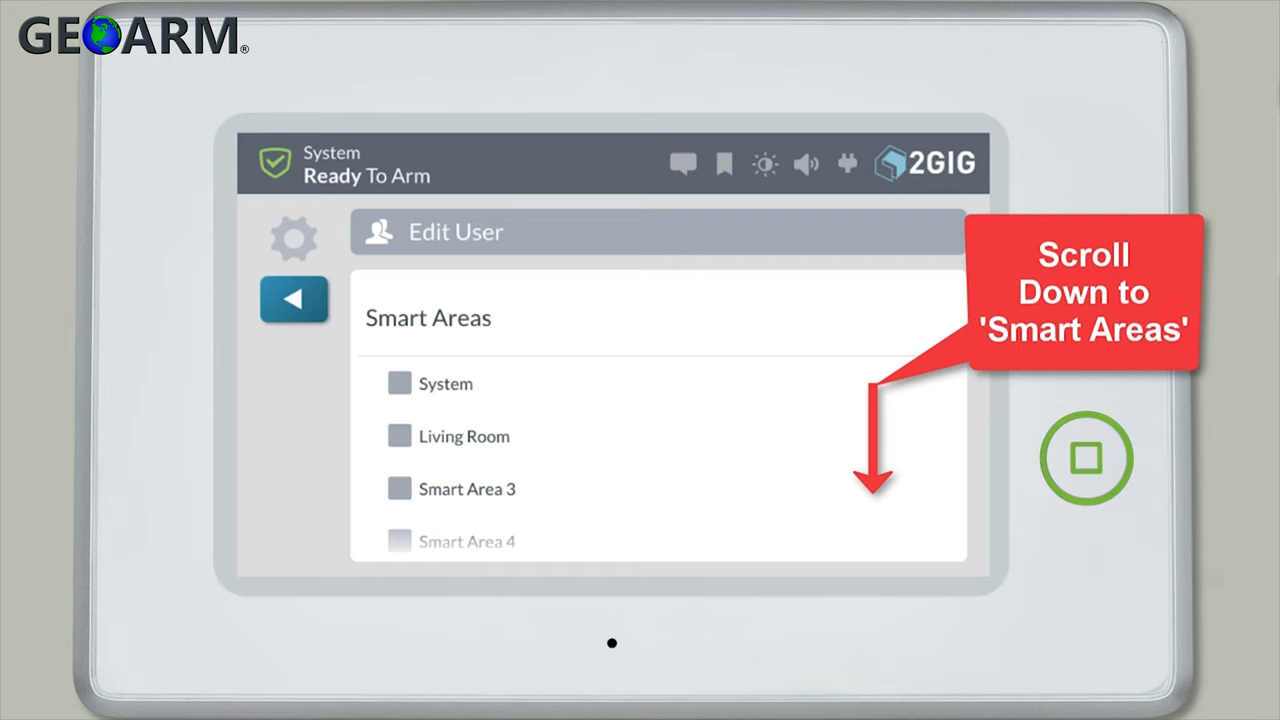 GEOARM®
System
Ready To Arm
2GIG
Edit User
Scroll
Down to
'Smart Areas'
Smart Areas
System
Living Room
Smart Area 3
Smart Area 4